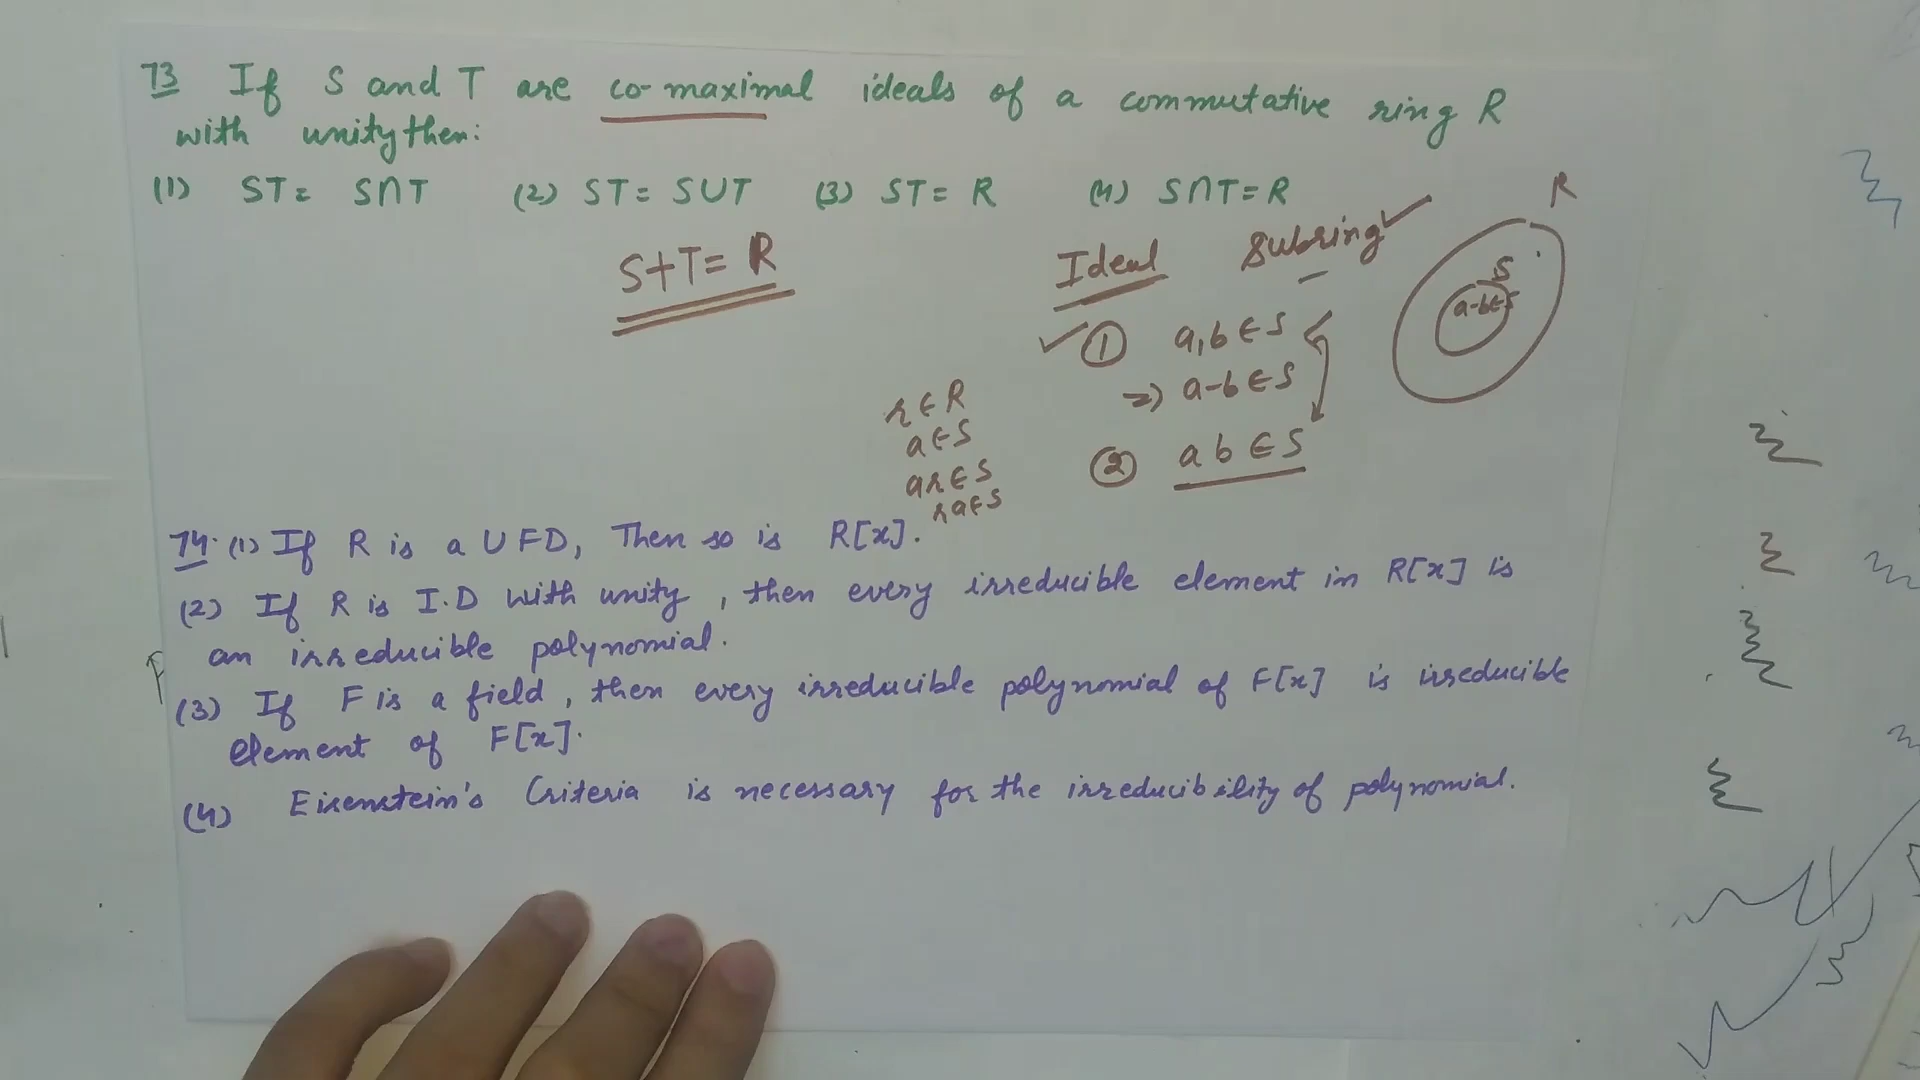 73 If S and T are co-maximal ideals of a commutative ring R
with unity then:
(1) ST = S∩T (2) ST = S∪T (3) ST = R (4) S∩T = R
R
S+T = R
Ideal Subring
S
a-b∈S
① a,b ∈ S
=) a-b ∈ S
② ab ∈ S
r ∈ R
a ∈ S
ar ∈ S
ra ∈ S
74. (1) If R is a UFD, Then so is R[x].
(2) If R is I.D with unity, then every irreducible element in R[x] is
an irreducible polynomial.
(3) If F is a field, then every irreducible polynomial of F[x] is irreducible
element of F[x].
(4) Eisenstein's Criteria is necessary for the irreducibility of polynomial.